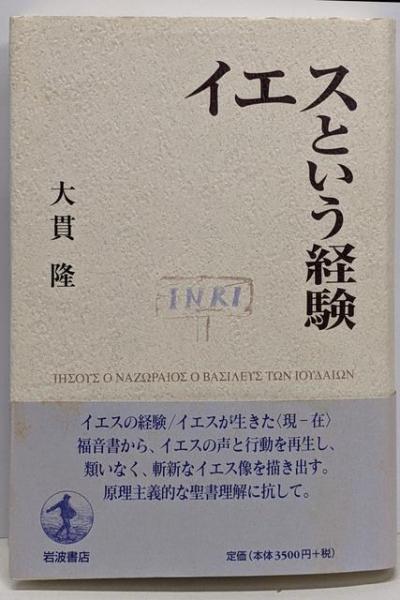 イエスという経験
大貫 隆
INRI
ΙΗΣΟΥΣ Ο ΝΑΖΩΡΑΙΟΣ Ο ΒΑΣΙΛΕΥΣ ΤΩΝ ΙΟΥΔΑΙΩΝ
イエスの経験/イエスが生きた〈現-在〉
福音書から、イエスの声と行動を再生し、
類いなく、斬新なイエス像を描き出す。
原理主義的な聖書理解に抗して。
岩波書店
定価(本体3500円+税)